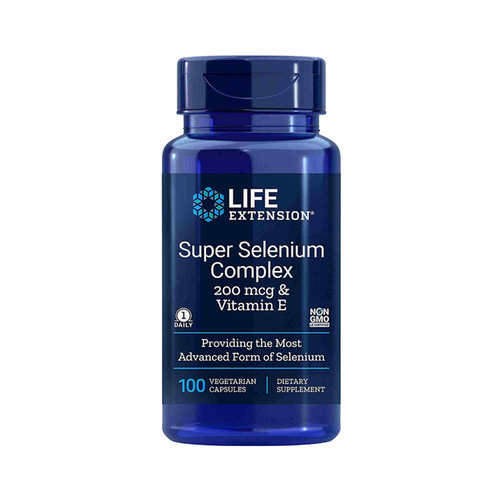 LIFE
EXTENSION®
Super Selenium
Complex
200 mcg &
Vitamin E
1
DAILY
NON
GMO
Providing the Most
Advanced Form of Selenium
100 VEGETARIAN CAPSULES
DIETARY SUPPLEMENT